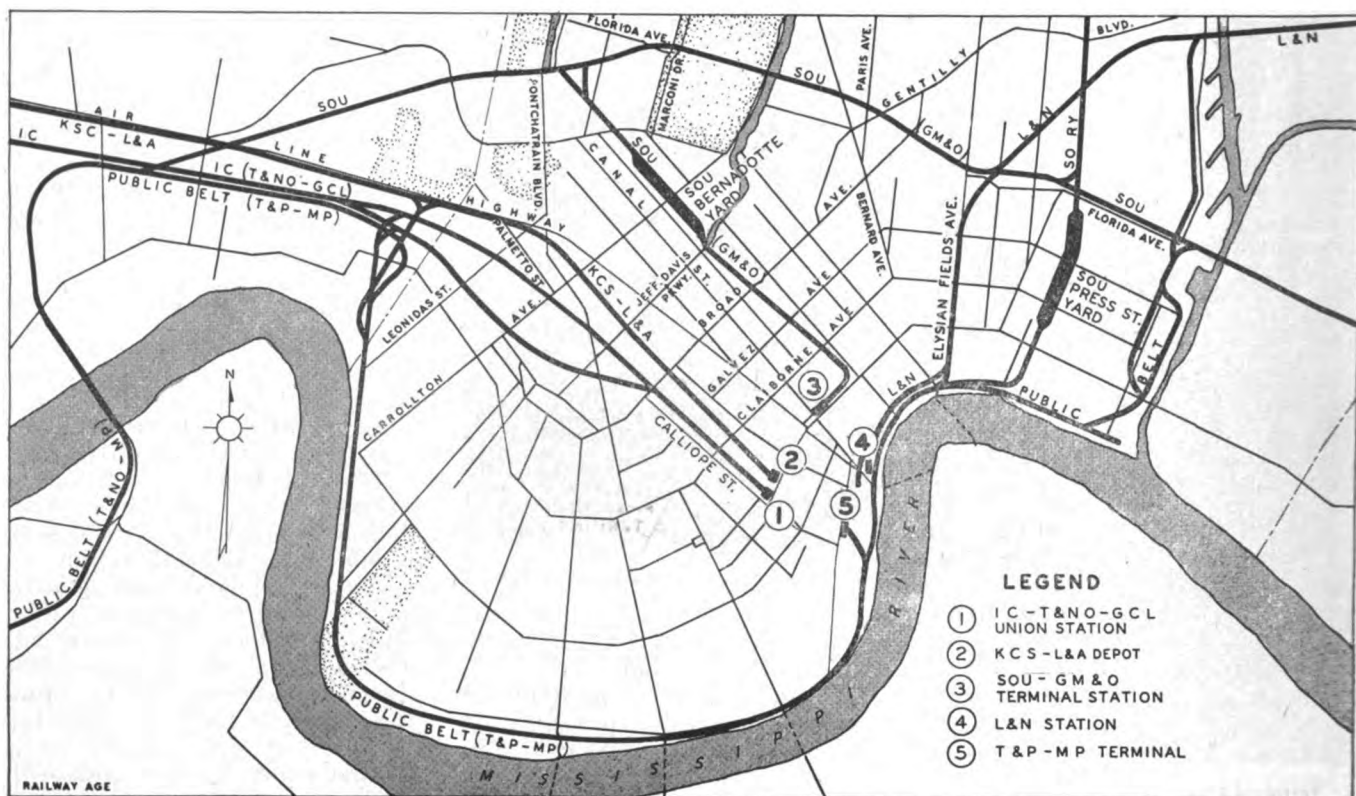 FLORIDA AVE.
MARCONI DR.
PARIS AVE.
BLVD.
L&N
SOU
GENTILLY
PONTCHATRAIN BLVD.
SOU
AIR LINE HIGHWAY
KSC-L&A
IC
IC (T&NO-GCL)
PUBLIC BELT (T&P-MP)
CANAL ST.
SOU
SOU BERNADOTTE YARD
GM&O
L&N
SO RY
SOU
FLORIDA AVE.
AVE.
BERNARD AVE.
ELYSIAN FIELDS AVE.
PALMETTO ST.
KCS-L&A
JEFF DAVIS PKWY.
GM&O
BROAD
AVE
LEONIDAS ST.
CARROLLTON AVE.
GALVEZ
CLAIBORNE AVE
SOU PRESS ST. YARD
PUBLIC BELT
L&N
N
3
4
2
5
1
CALLIOPE ST.
PUBLIC BELT (T&NO-MP)
PUBLIC BELT (T&P-MP)
MISSISSIPPI RIVER
LEGEND
1 IC-T&NO-GCL
UNION STATION
2 KCS-L&A DEPOT
3 SOU-GM&O
TERMINAL STATION
4 L&N STATION
5 T&P-MP TERMINAL
RAILWAY AGE